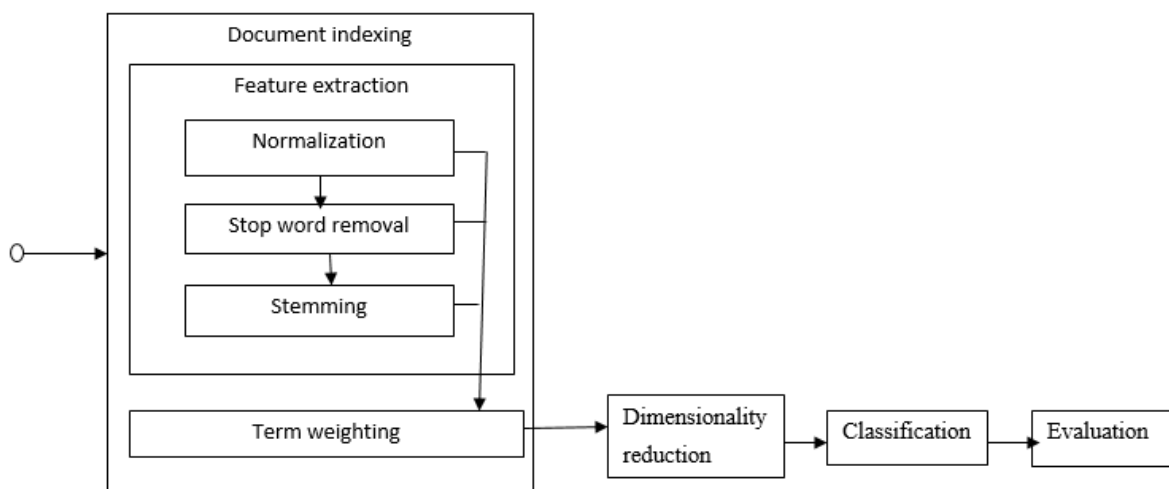 Document indexing
Feature extraction
Normalization
Stop word removal
Stemming
Term weighting
Dimensionality
reduction
Classification
Evaluation